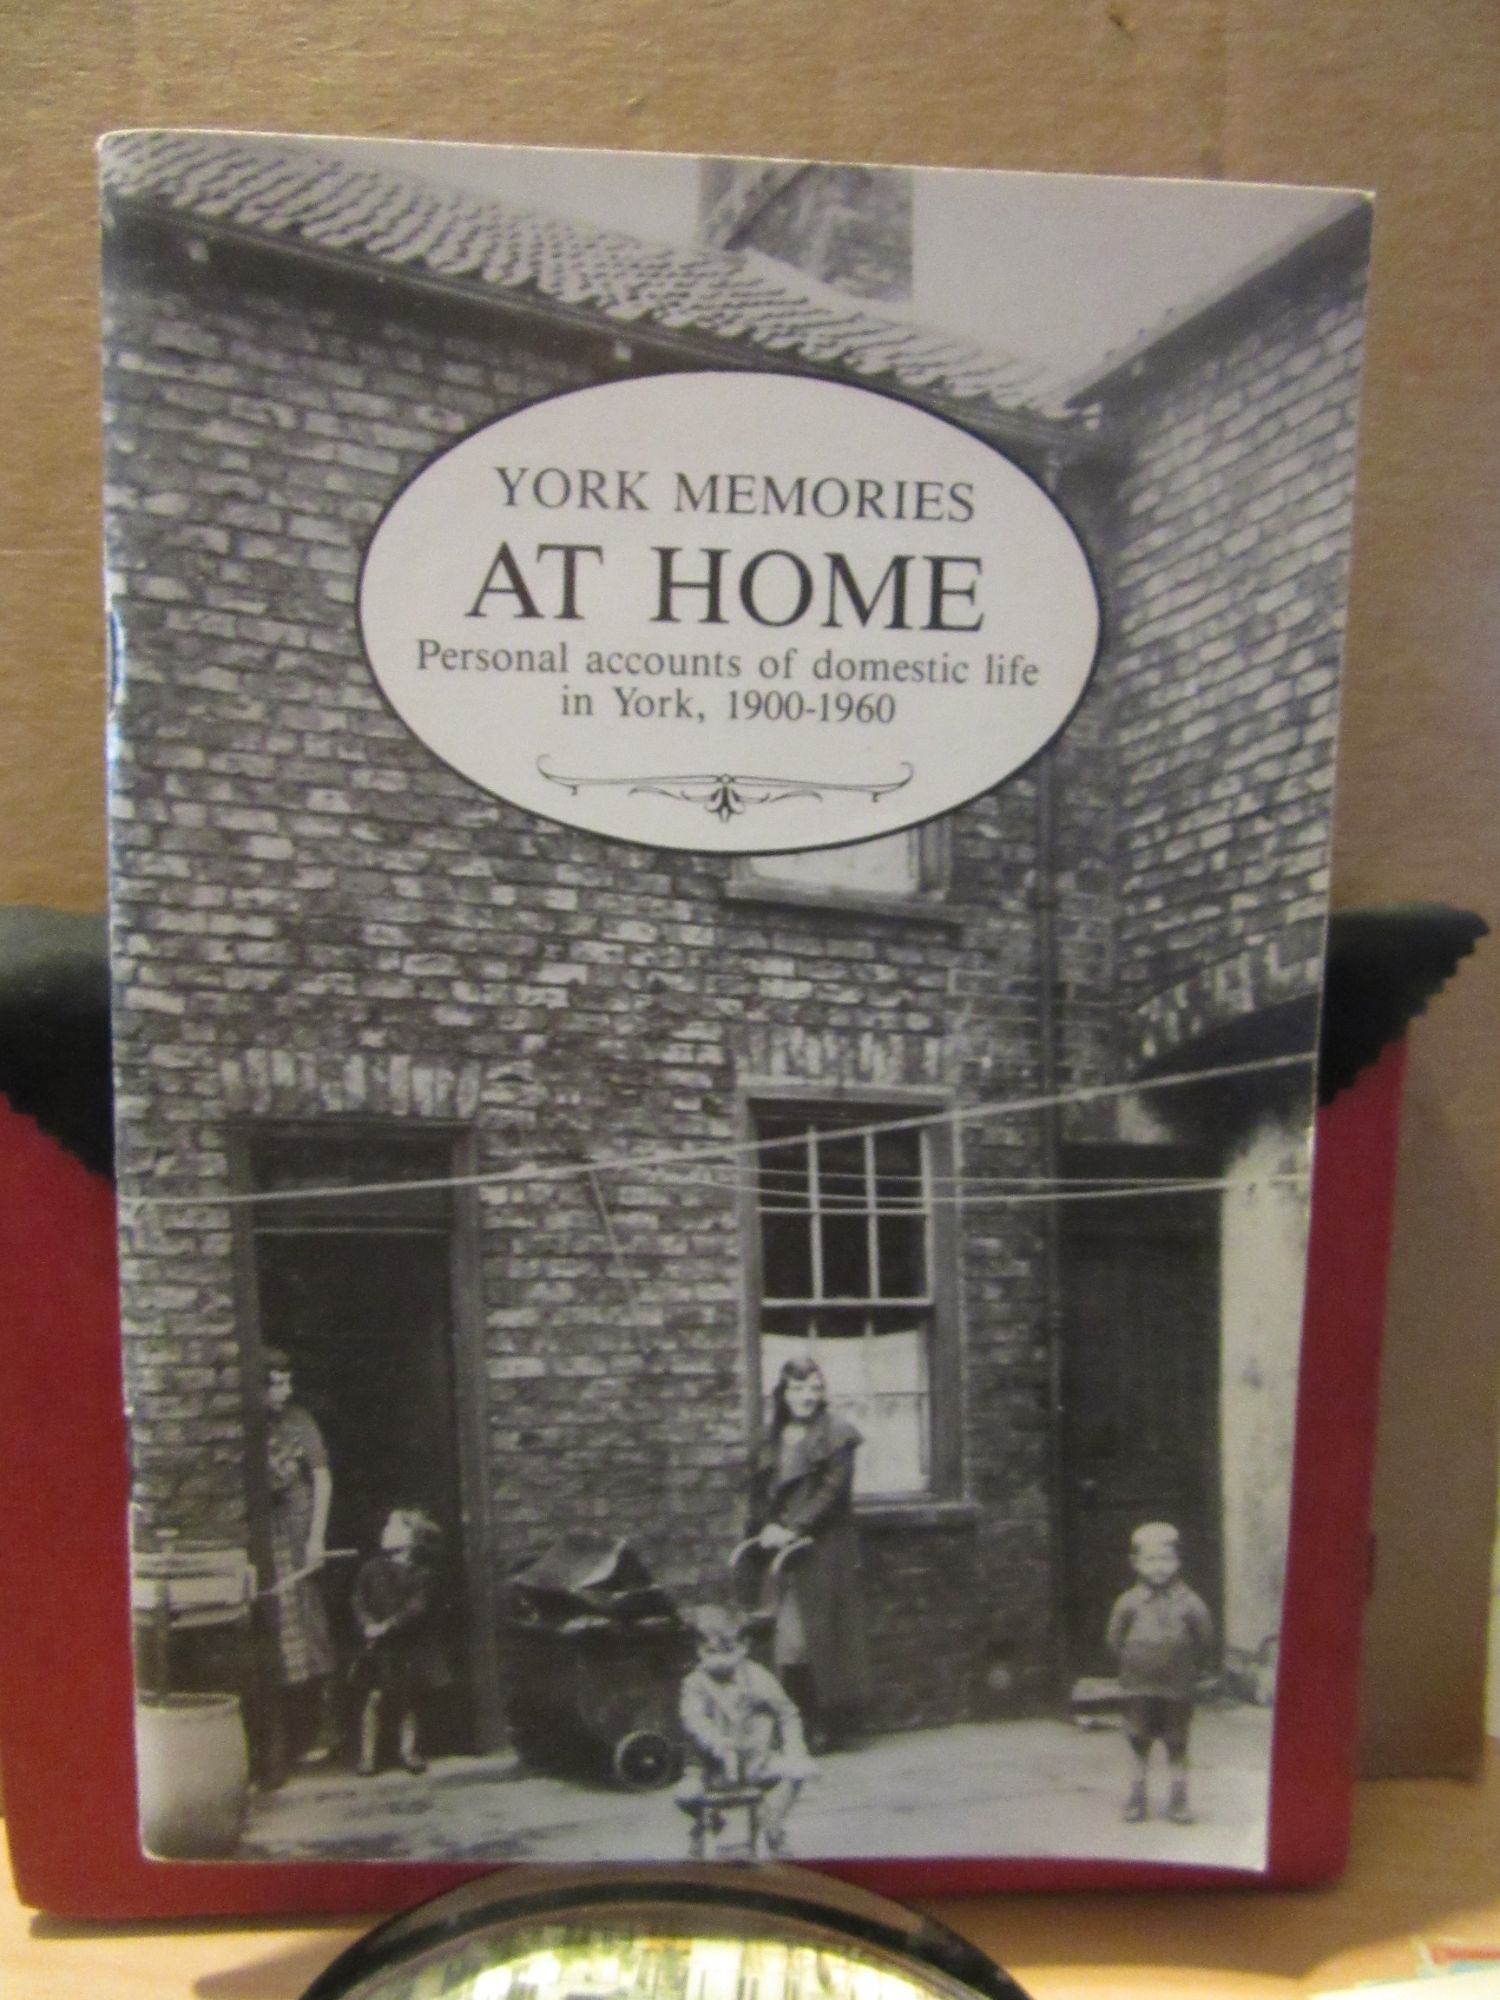 YORK MEMORIES
AT HOME
Personal accounts of domestic life
in York, 1900-1960